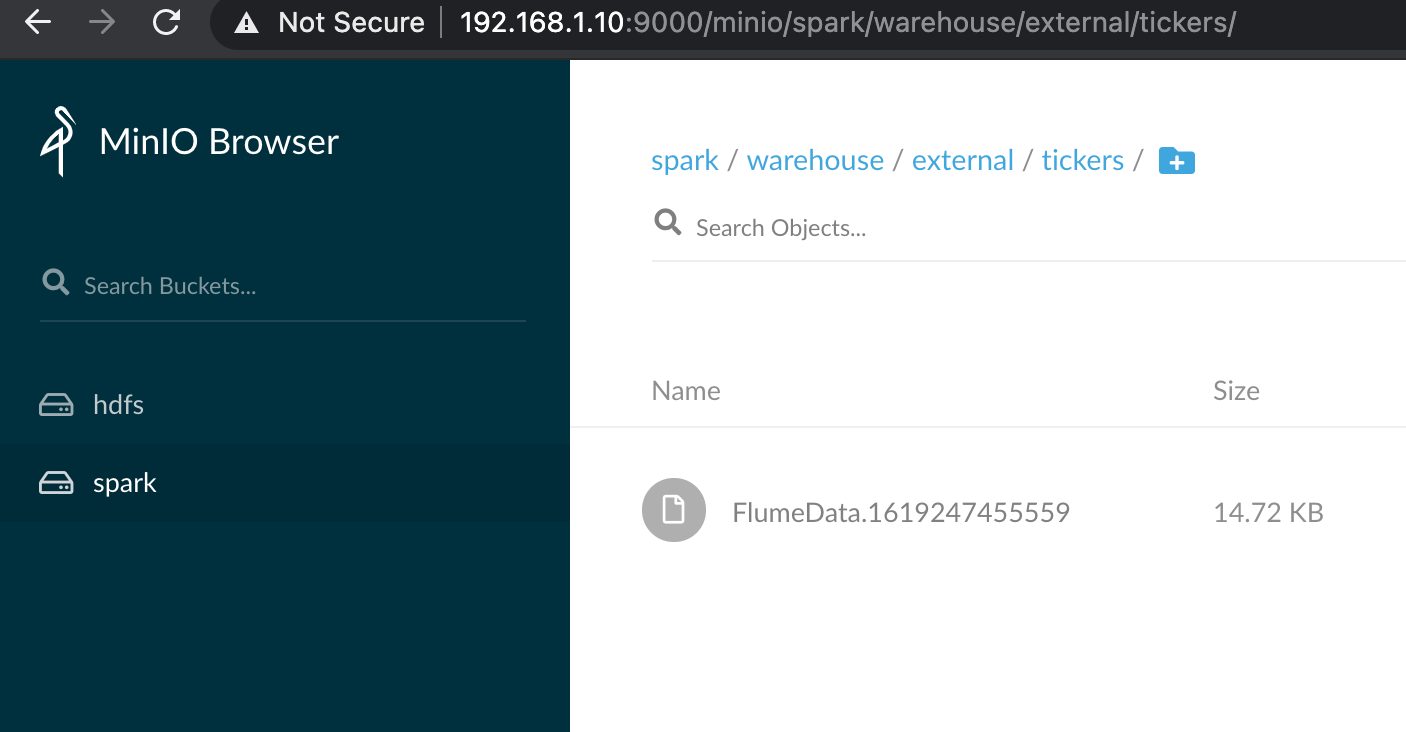 Not Secure 192.168.1.10:9000/minio/spark/warehouse/external/tickers/
MinIO Browser
Search Buckets...
hdfs
spark
spark / warehouse / external / tickers /
Search Objects...
Name Size
FlumeData.1619247455559 14.72 KB